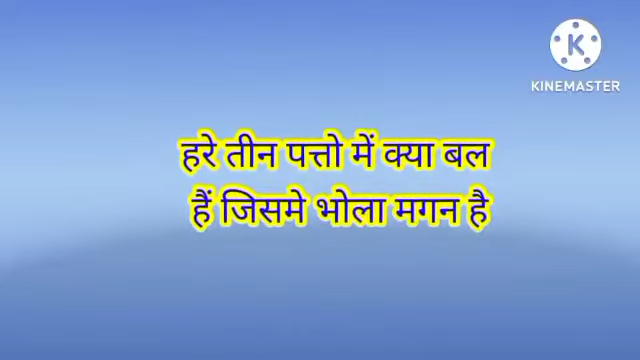 KINEMASTER
हरे तीन पत्तो में क्या बल
हैं जिसमे भोला मगन है